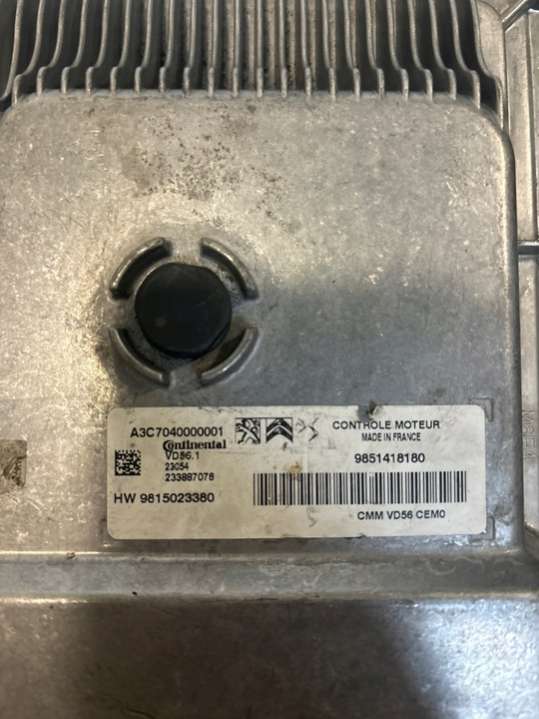 A3C7040000001
Continental
VD56.1
23054
233887078
HW 9815023380
CONTROLE MOTEUR
MADE IN FRANCE
9851418180
CMM VD56 CEM0